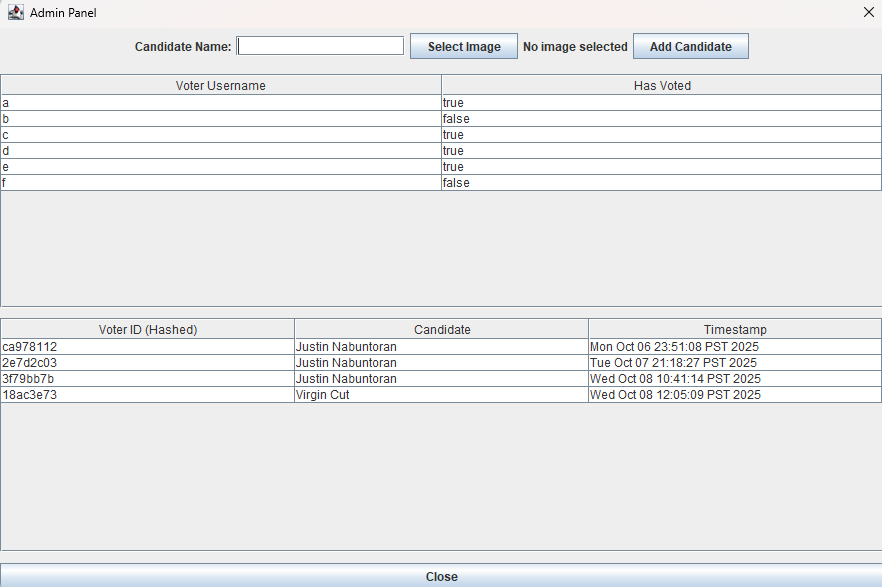 Admin Panel
Candidate Name: Select Image No image selected Add Candidate
Voter Username Has Voted
a true
b false
c true
d true
e true
f false
Voter ID (Hashed) Candidate Timestamp
ca978112 Justin Nabuntoran Mon Oct 06 23:51:08 PST 2025
2e7d2c03 Justin Nabuntoran Tue Oct 07 21:18:27 PST 2025
3f79bb7b Justin Nabuntoran Wed Oct 08 10:41:14 PST 2025
18ac3e73 Virgin Cut Wed Oct 08 12:05:09 PST 2025
Close